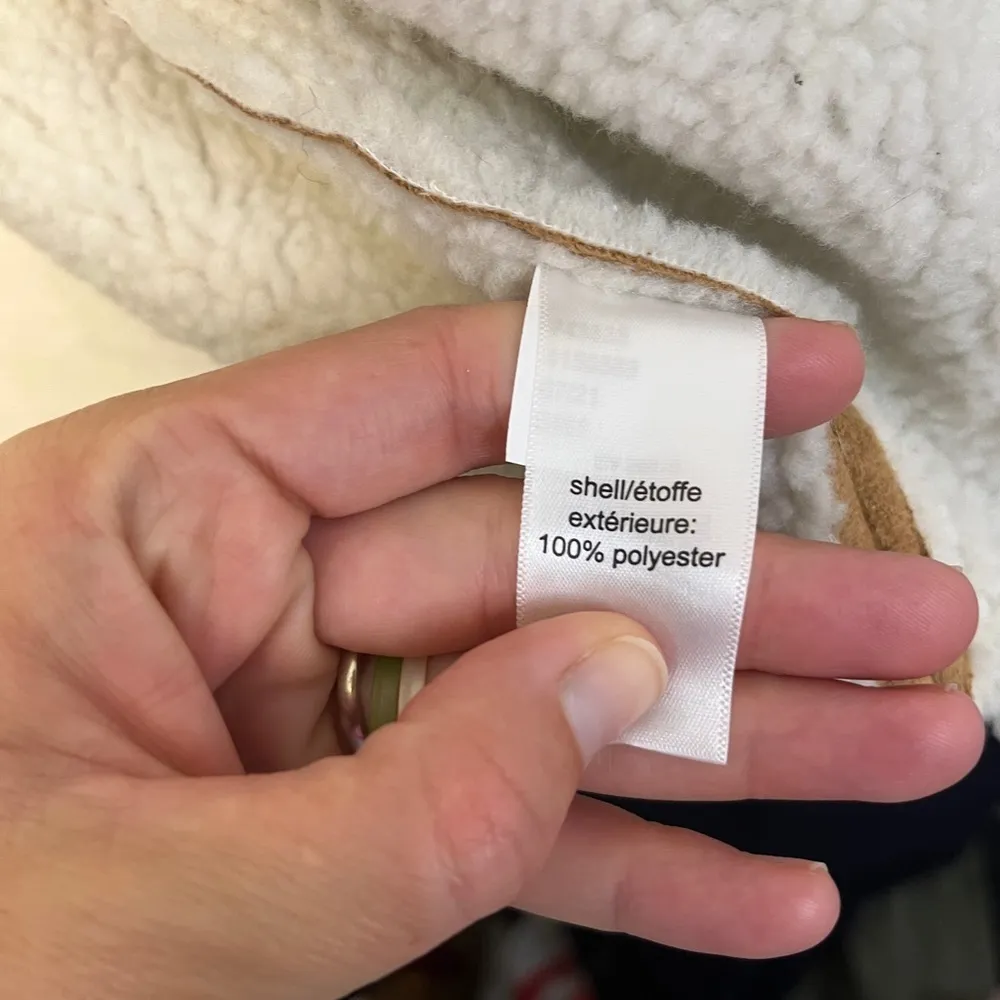 shell/étoffe
extérieure:
100% polyester